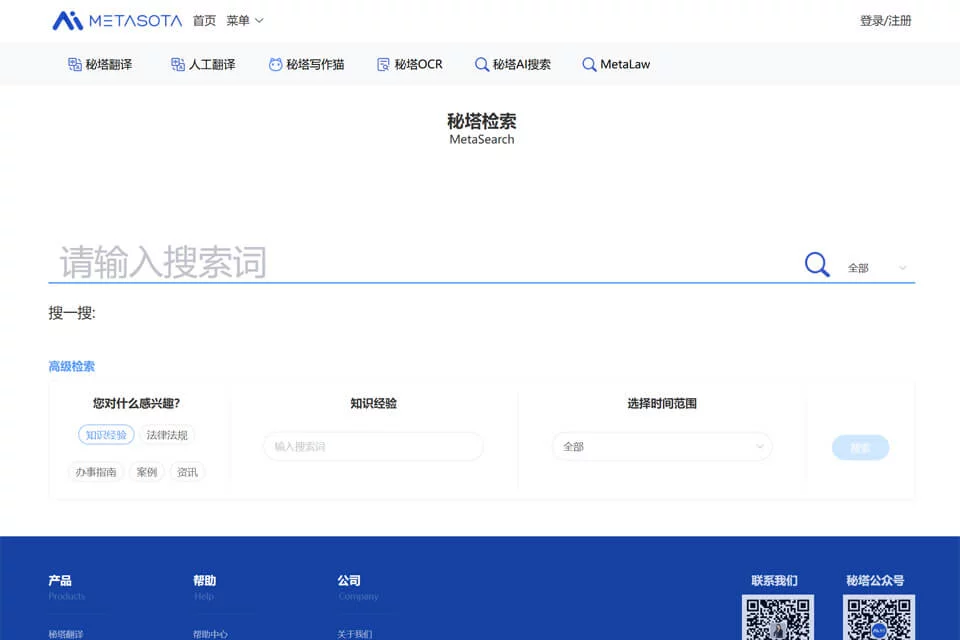 METASOTA 首页 菜单 登录/注册
秘塔翻译 人工翻译 秘塔写作猫 秘塔OCR 秘塔AI搜索 MetaLaw
秘塔检索
MetaSearch
请输入搜索词 全部
搜一搜:
高级检索
您对什么感兴趣? 知识经验 选择时间范围
知识经验 法律法规 输入搜索词 全部 搜索
办事指南 案例 资讯
产品 帮助 公司 联系我们 秘塔公众号
Products Help Company
秘塔翻译 帮助中心 关于我们